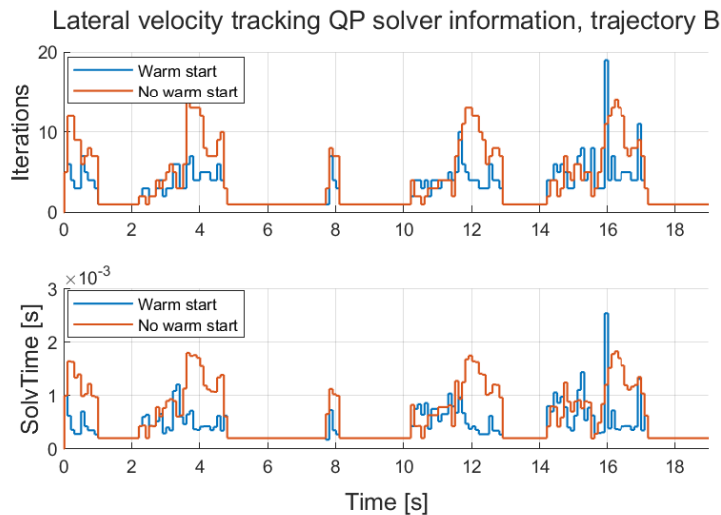 Lateral velocity tracking QP solver information, trajectory B
Iterations
20
10
0
Warm start
No warm start
0 2 4 6 8 10 12 14 16 18
×10-3
SolvTime [s]
3
2
1
0
Warm start
No warm start
0 2 4 6 8 10 12 14 16 18
Time [s]